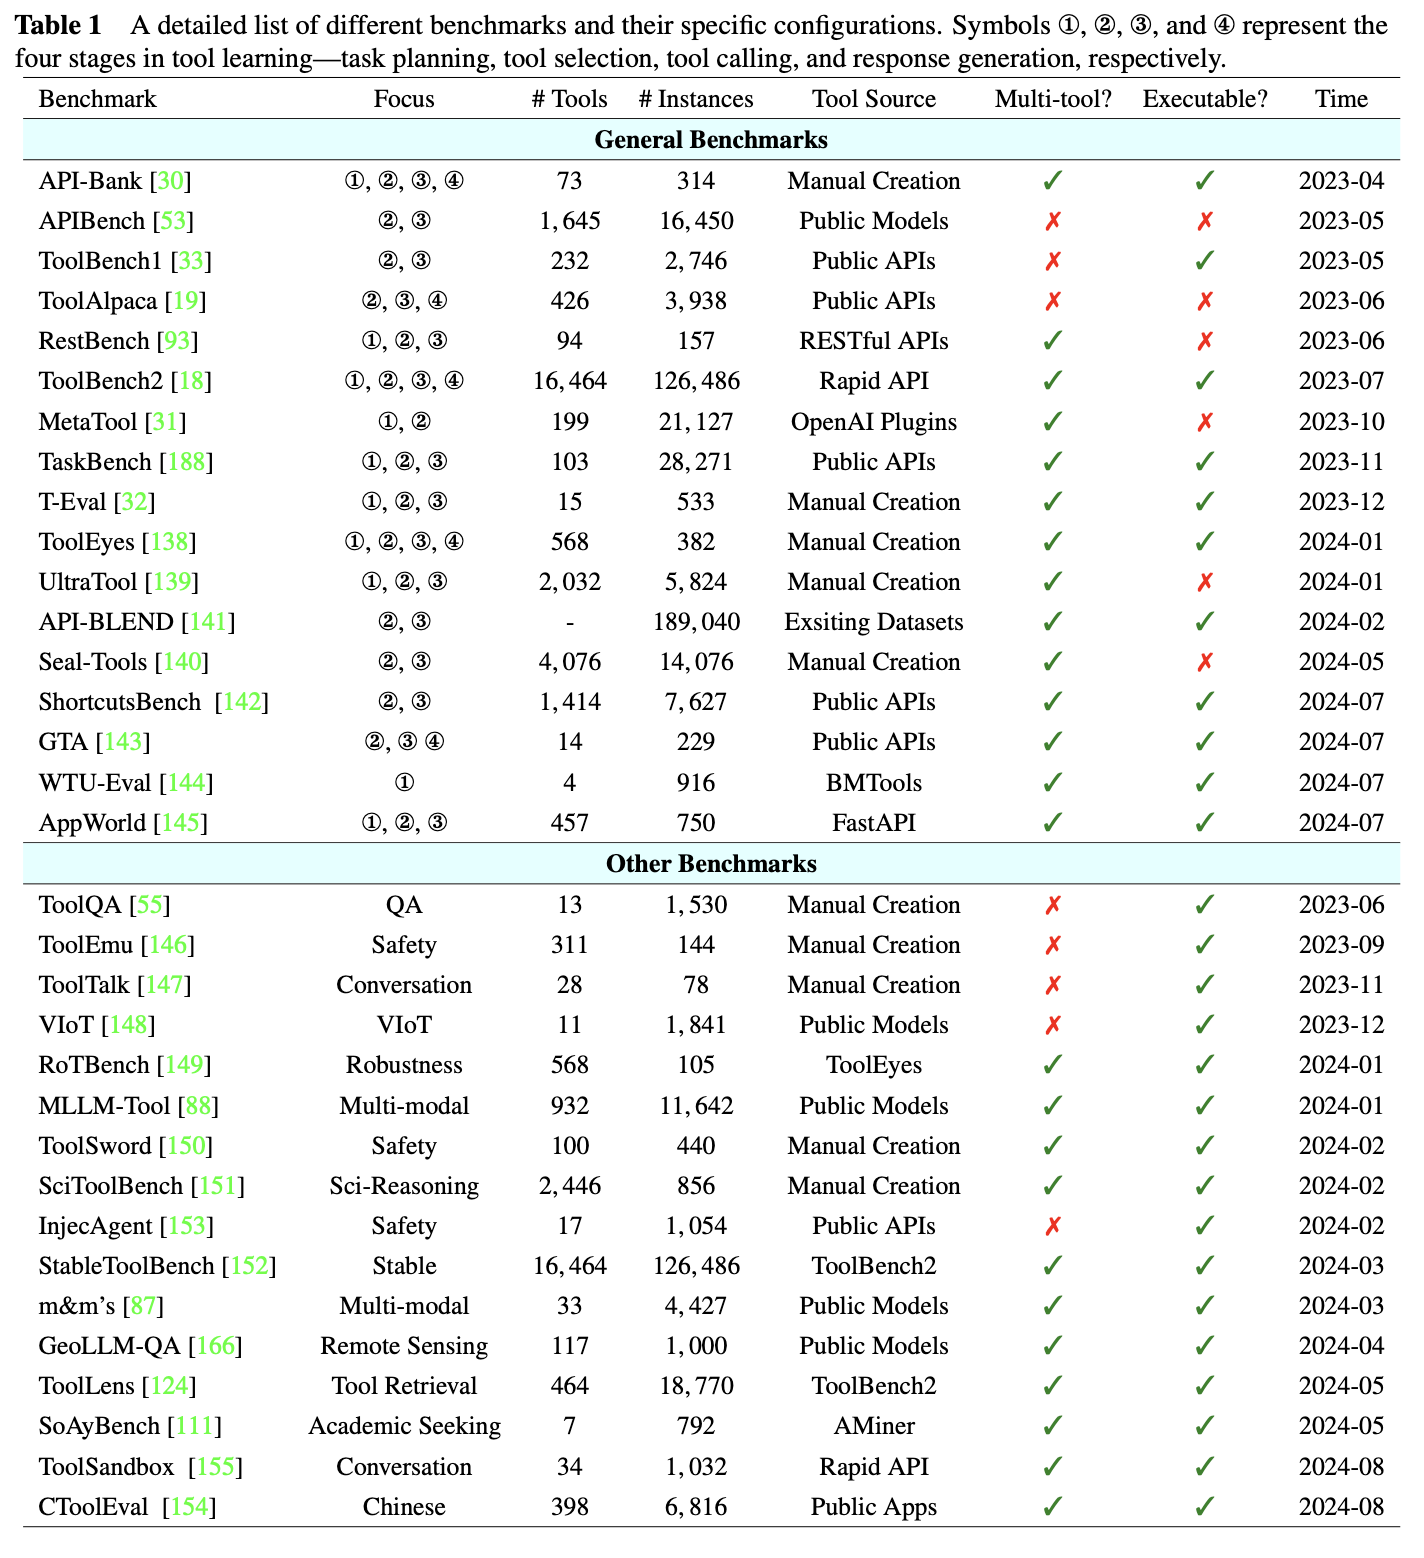 Table 1 A detailed list of different benchmarks and their specific configurations. Symbols ①, ②, ③, and ④ represent the
four stages in tool learning—task planning, tool selection, tool calling, and response generation, respectively.
Benchmark Focus # Tools # Instances Tool Source Multi-tool? Executable? Time
General Benchmarks
API-Bank [30] ①, ②, ③, ④ 73 314 Manual Creation ✓ ✓ 2023-04
APIBench [53] ②, ③ 1,645 16,450 Public Models ✗ ✗ 2023-05
ToolBench1 [33] ②, ③ 232 2,746 Public APIs ✗ ✓ 2023-05
ToolAlpaca [19] ②, ③, ④ 426 3,938 Public APIs ✗ ✗ 2023-06
RestBench [93] ①, ②, ③ 94 157 RESTful APIs ✓ ✗ 2023-06
ToolBench2 [18] ①, ②, ③, ④ 16,464 126,486 Rapid API ✓ ✓ 2023-07
MetaTool [31] ①, ② 199 21,127 OpenAI Plugins ✓ ✗ 2023-10
TaskBench [188] ①, ②, ③ 103 28,271 Public APIs ✓ ✓ 2023-11
T-Eval [32] ①, ②, ③ 15 533 Manual Creation ✓ ✓ 2023-12
ToolEyes [138] ①, ②, ③, ④ 568 382 Manual Creation ✓ ✓ 2024-01
UltraTool [139] ①, ②, ③ 2,032 5,824 Manual Creation ✓ ✗ 2024-01
API-BLEND [141] ②, ③ - 189,040 Exsiting Datasets ✓ ✓ 2024-02
Seal-Tools [140] ②, ③ 4,076 14,076 Manual Creation ✓ ✗ 2024-05
ShortcutsBench [142] ②, ③ 1,414 7,627 Public APIs ✓ ✓ 2024-07
GTA [143] ②, ③ ④ 14 229 Public APIs ✓ ✓ 2024-07
WTU-Eval [144] ① 4 916 BMTools ✓ ✓ 2024-07
AppWorld [145] ①, ②, ③ 457 750 FastAPI ✓ ✓ 2024-07
Other Benchmarks
ToolQA [55] QA 13 1,530 Manual Creation ✗ ✓ 2023-06
ToolEmu [146] Safety 311 144 Manual Creation ✗ ✓ 2023-09
ToolTalk [147] Conversation 28 78 Manual Creation ✗ ✓ 2023-11
VIoT [148] VIoT 11 1,841 Public Models ✗ ✓ 2023-12
RoTBench [149] Robustness 568 105 ToolEyes ✓ ✓ 2024-01
MLLM-Tool [88] Multi-modal 932 11,642 Public Models ✓ ✓ 2024-01
ToolSword [150] Safety 100 440 Manual Creation ✓ ✓ 2024-02
SciToolBench [151] Sci-Reasoning 2,446 856 Manual Creation ✓ ✓ 2024-02
InjecAgent [153] Safety 17 1,054 Public APIs ✗ ✓ 2024-02
StableToolBench [152] Stable 16,464 126,486 ToolBench2 ✓ ✓ 2024-03
m&m's [87] Multi-modal 33 4,427 Public Models ✓ ✓ 2024-03
GeoLLM-QA [166] Remote Sensing 117 1,000 Public Models ✓ ✓ 2024-04
ToolLens [124] Tool Retrieval 464 18,770 ToolBench2 ✓ ✓ 2024-05
SoAyBench [111] Academic Seeking 7 792 AMiner ✓ ✓ 2024-05
ToolSandbox [155] Conversation 34 1,032 Rapid API ✓ ✓ 2024-08
CToolEval [154] Chinese 398 6,816 Public Apps ✓ ✓ 2024-08